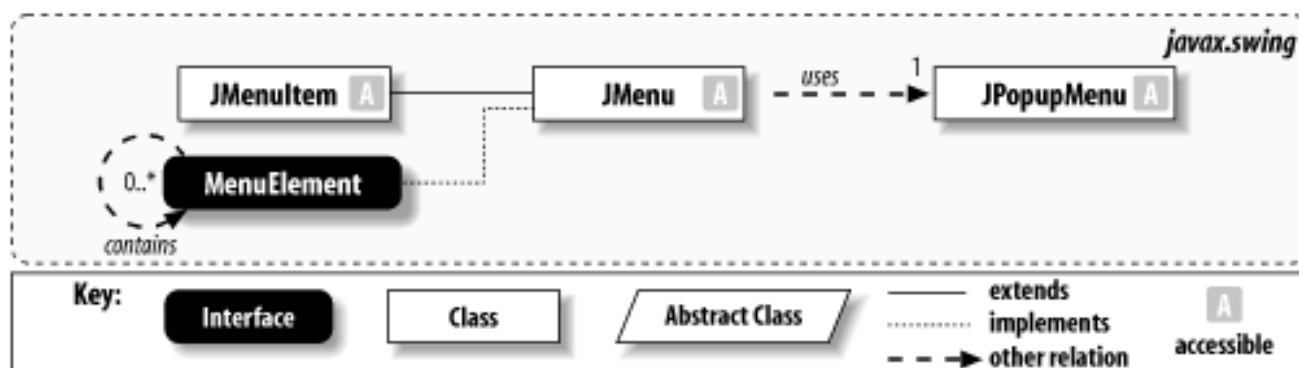 javax.swing
JMenuItem A
JMenu A
uses
1
JPopupMenu A
0..*
MenuElement
contains
Key:
Interface
Class
Abstract Class
extends
implements
other relation
A
accessible